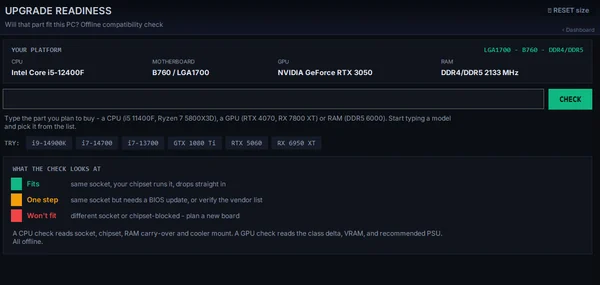 UPGRADE READINESS
RESET size
Will that part fit this PC? Offline compatibility check
‹ Dashboard
YOUR PLATFORM
LGA1700 - B760 - DDR4/DDR5
CPU MOTHERBOARD GPU RAM
Intel Core i5-12400F B760 / LGA1700 NVIDIA GeForce RTX 3050 DDR4/DDR5 2133 MHz
CHECK
Type the part you plan to buy - a CPU (i5 11400F, Ryzen 7 5800X3D), a GPU (RTX 4070, RX 7800 XT) or RAM (DDR5 6000). Start typing a model
and pick it from the list.
TRY: i9-14900K i7-14700 i7-13700 GTX 1080 Ti RTX 5060 RX 6950 XT
WHAT THE CHECK LOOKS AT
Fits same socket, your chipset runs it, drops straight in
One step same socket but needs a BIOS update, or verify the vendor list
Won't fit different socket or chipset-blocked - plan a new board
A CPU check reads socket, chipset, RAM carry-over and cooler mount. A GPU check reads the class delta, VRAM, and recommended PSU.
All offline.